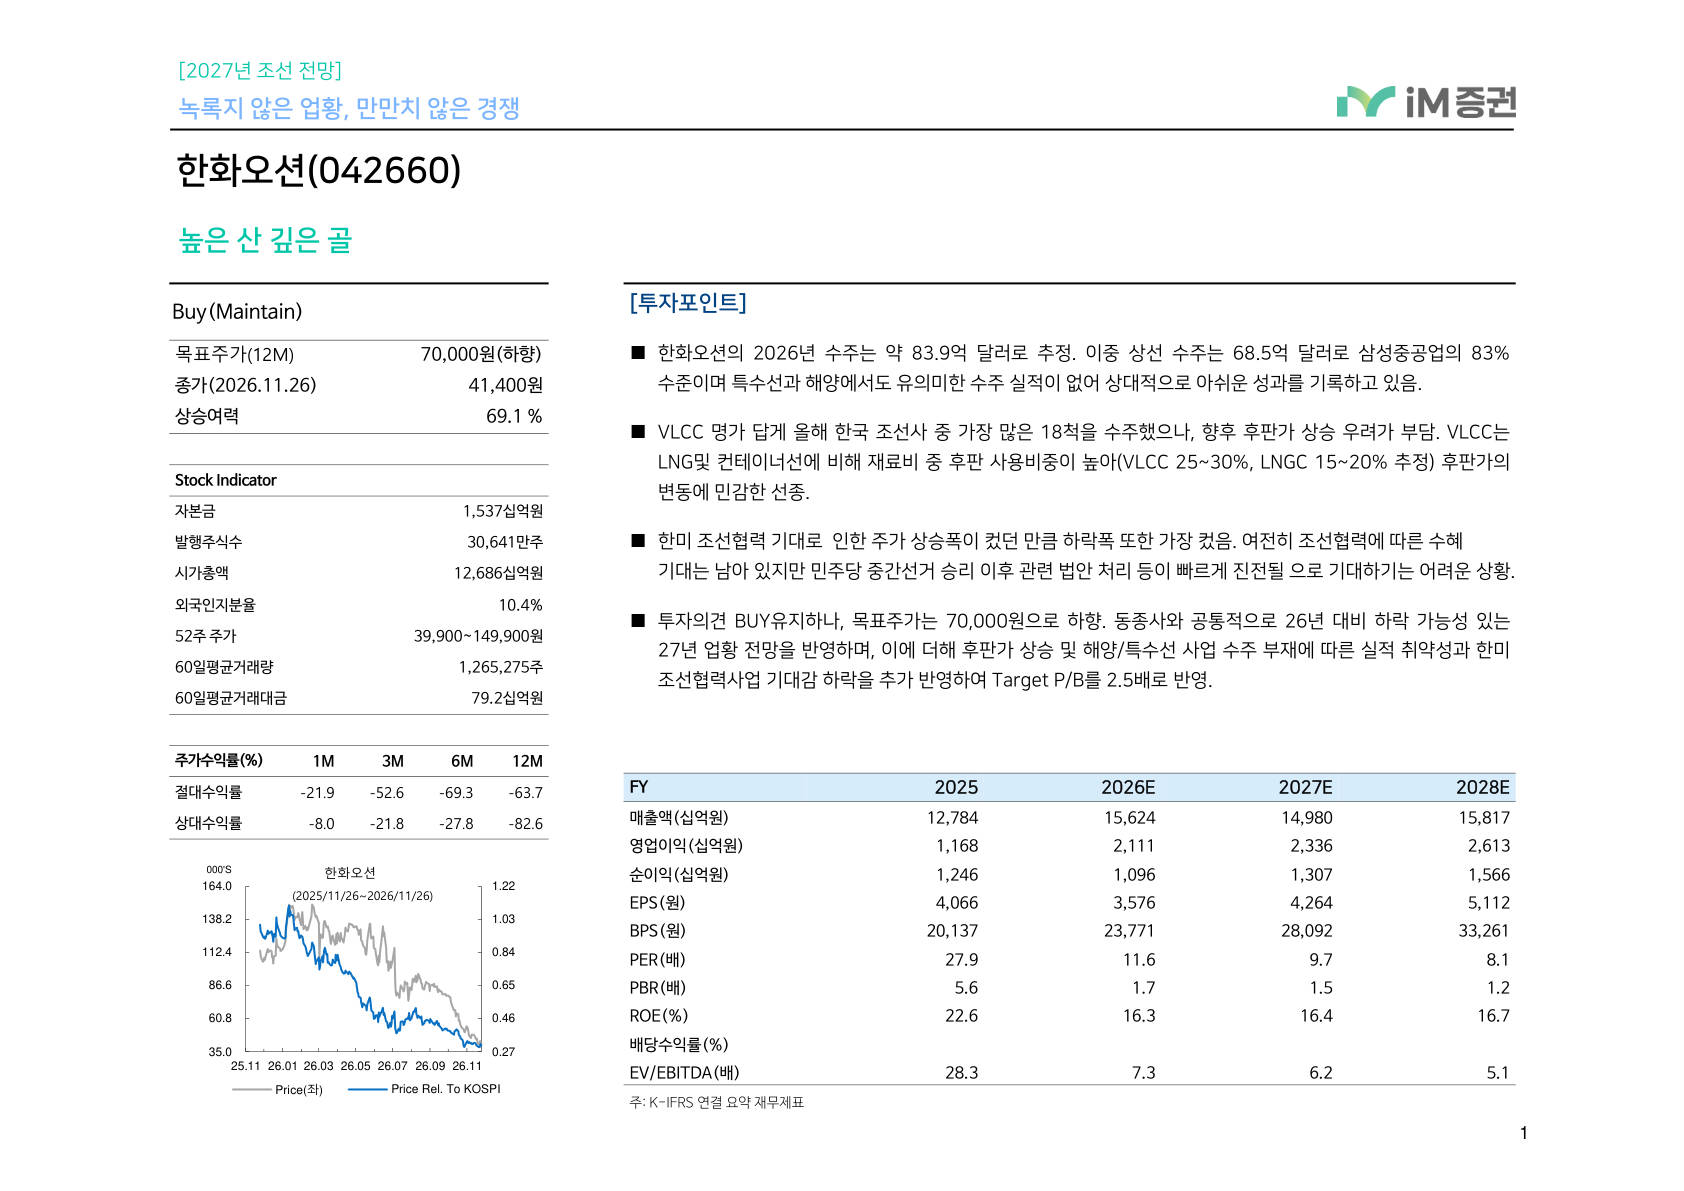 [2027년 조선 전망]
녹록지 않은 업황, 만만치 않은 경쟁
iM증권
한화오션(042660)
높은 산 깊은 골
Buy(Maintain)
목표주가(12M) 70,000원(하향)
종가(2026.11.26) 41,400원
상승여력 69.1 %
Stock Indicator
자본금 1,537십억원
발행주식수 30,641만주
시가총액 12,686십억원
외국인지분율 10.4%
52주 주가 39,900~149,900원
60일평균거래량 1,265,275주
60일평균거래대금 79.2십억원
주가수익률(%) 1M 3M 6M 12M
절대수익률 -21.9 -52.6 -69.3 -63.7
상대수익률 -8.0 -21.8 -27.8 -82.6
000'S
한화오션
(2025/11/26~2026/11/26)
164.0 1.22
138.2 1.03
112.4 0.84
86.6 0.65
60.8 0.46
35.0 0.27
25.11 26.01 26.03 26.05 26.07 26.09 26.11
Price(좌) Price Rel. To KOSPI
[투자포인트]
■ 한화오션의 2026년 수주는 약 83.9억 달러로 추정. 이중 상선 수주는 68.5억 달러로 삼성중공업의 83%
수준이며 특수선과 해양에서도 유의미한 수주 실적이 없어 상대적으로 아쉬운 성과를 기록하고 있음.
■ VLCC 명가 답게 올해 한국 조선사 중 가장 많은 18척을 수주했으나, 향후 후판가 상승 우려가 부담. VLCC는
LNG및 컨테이너선에 비해 재료비 중 후판 사용비중이 높아(VLCC 25~30%, LNGC 15~20% 추정) 후판가의
변동에 민감한 선종.
■ 한미 조선협력 기대로 인한 주가 상승폭이 컸던 만큼 하락폭 또한 가장 컸음. 여전히 조선협력에 따른 수혜
기대는 남아 있지만 민주당 중간선거 승리 이후 관련 법안 처리 등이 빠르게 진전될 으로 기대하기는 어려운 상황.
■ 투자의견 BUY유지하나, 목표주가는 70,000원으로 하향. 동종사와 공통적으로 26년 대비 하락 가능성 있는
27년 업황 전망을 반영하며, 이에 더해 후판가 상승 및 해양/특수선 사업 수주 부재에 따른 실적 취약성과 한미
조선협력사업 기대감 하락을 추가 반영하여 Target P/B를 2.5배로 반영.
FY 2025 2026E 2027E 2028E
매출액(십억원) 12,784 15,624 14,980 15,817
영업이익(십억원) 1,168 2,111 2,336 2,613
순이익(십억원) 1,246 1,096 1,307 1,566
EPS(원) 4,066 3,576 4,264 5,112
BPS(원) 20,137 23,771 28,092 33,261
PER(배) 27.9 11.6 9.7 8.1
PBR(배) 5.6 1.7 1.5 1.2
ROE(%) 22.6 16.3 16.4 16.7
배당수익률(%)
EV/EBITDA(배) 28.3 7.3 6.2 5.1
주: K-IFRS 연결 요약 재무제표
1